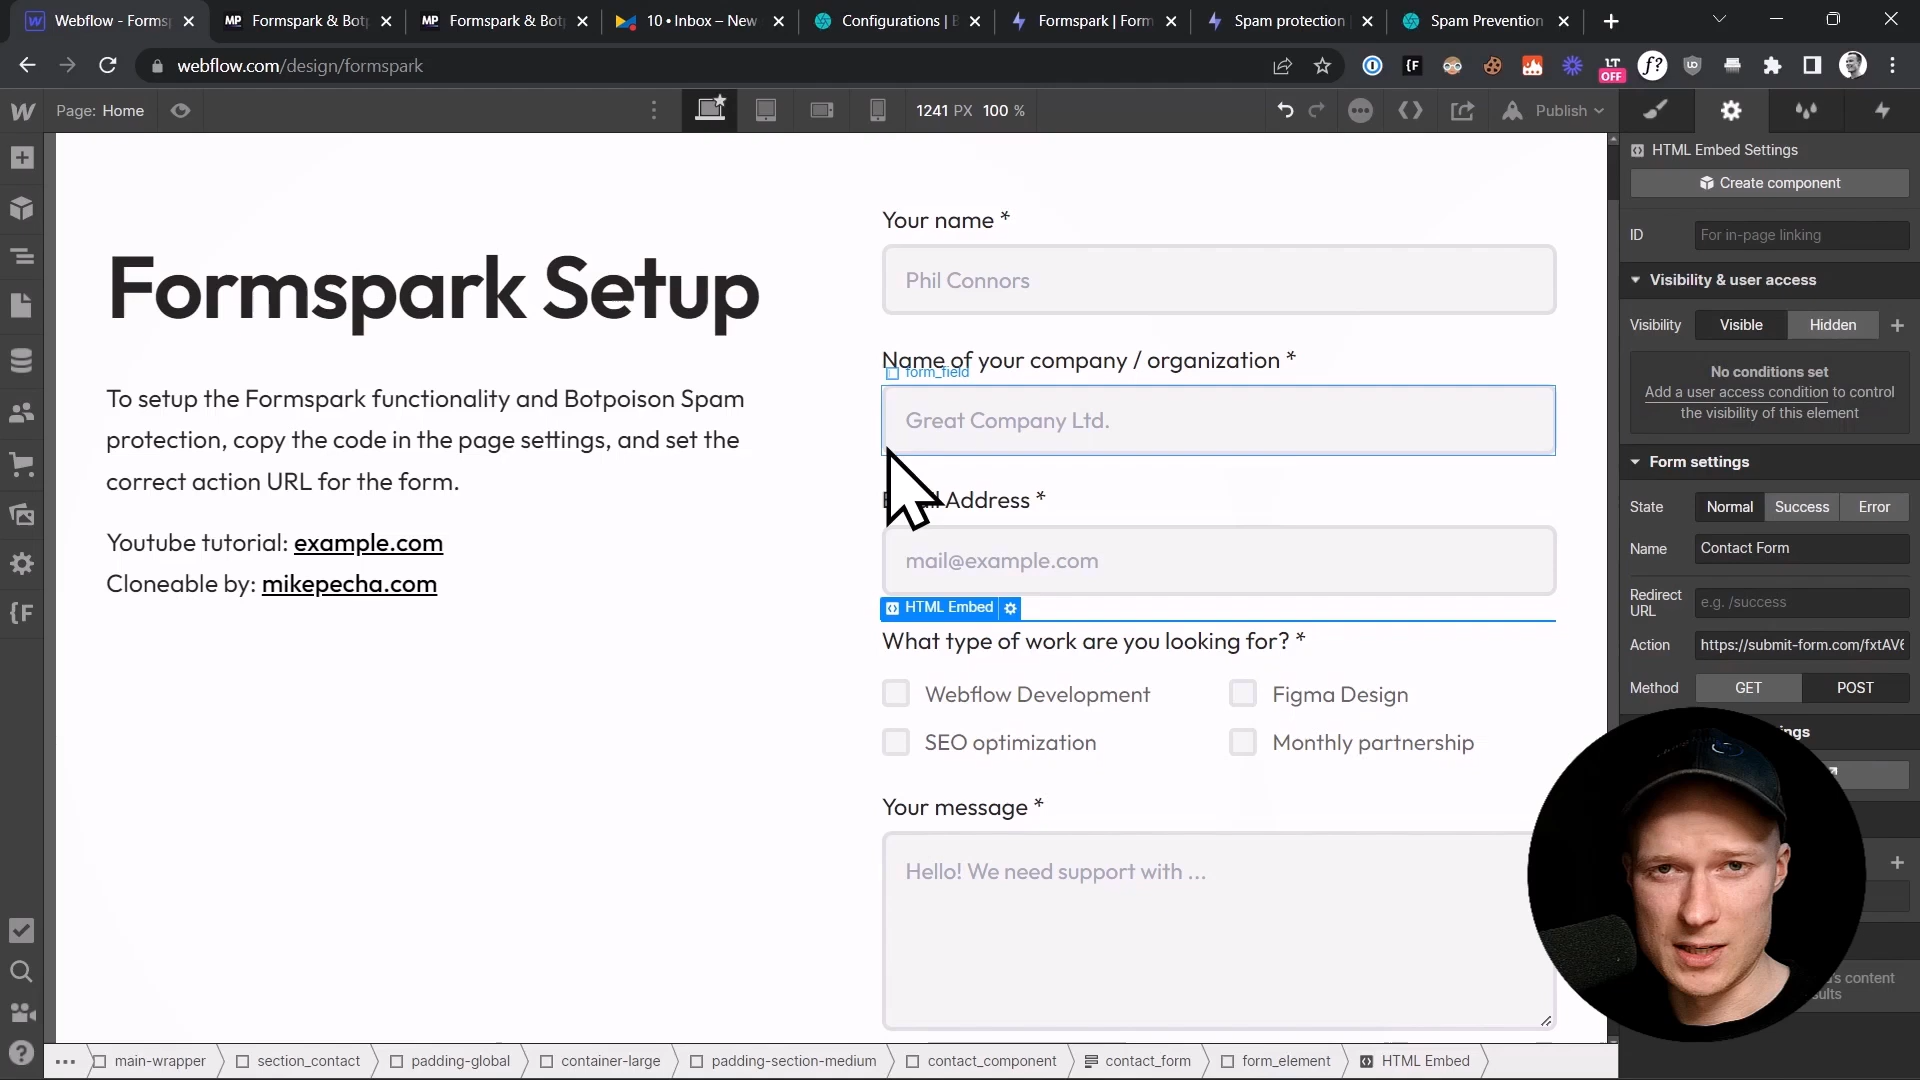 Webflow - Formsp
Formspark & Botp
Formspark & Botp
10 • Inbox – New
Configurations | B
Formspark | Form
Spam protection
Spam Prevention
webflow.com/design/formspark
OFF
Page: Home
1241 PX 100 %
Publish
HTML Embed Settings
Create component
ID
For in-page linking
Visibility & user access
Visibility
Visible
Hidden
No conditions set
Add a user access condition to control
the visibility of this element
Form settings
State
Normal
Success
Error
Name
Contact Form
Redirect
URL
e.g. /success
Action
https://submit-form.com/fxtAV6
Method
GET
POST
Formspark Setup
To setup the Formspark functionality and Botpoison Spam
protection, copy the code in the page settings, and set the
correct action URL for the form.
Youtube tutorial: example.com
Cloneable by: mikepecha.com
Your name *
Phil Connors
Name of your company / organization *
form_field
Great Company Ltd.
Address *
mail@example.com
HTML Embed
What type of work are you looking for? *
Webflow Development
Figma Design
SEO optimization
Monthly partnership
Your message *
Hello! We need support with ...
main-wrapper
section_contact
padding-global
container-large
padding-section-medium
contact_component
contact_form
form_element
HTML Embed